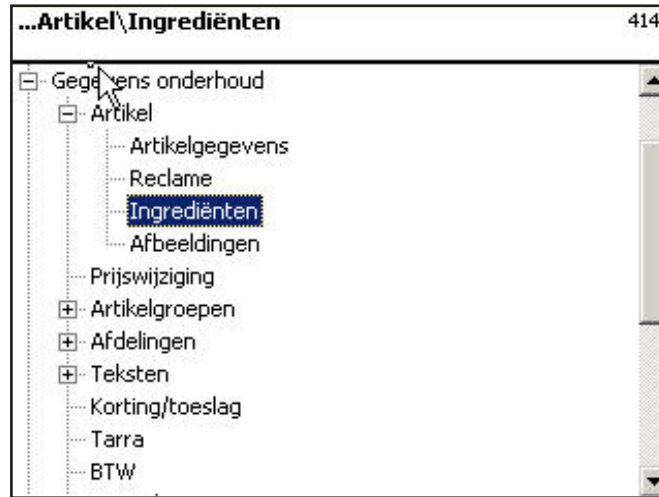 ...Artikel\Ingrediënten 414
Gegevens onderhoud
Artikel
Artikelgegevens
Reclame
Ingrediënten
Afbeeldingen
Prijswijziging
Artikelgroepen
Afdelingen
Teksten
Korting/toeslag
Tarra
BTW